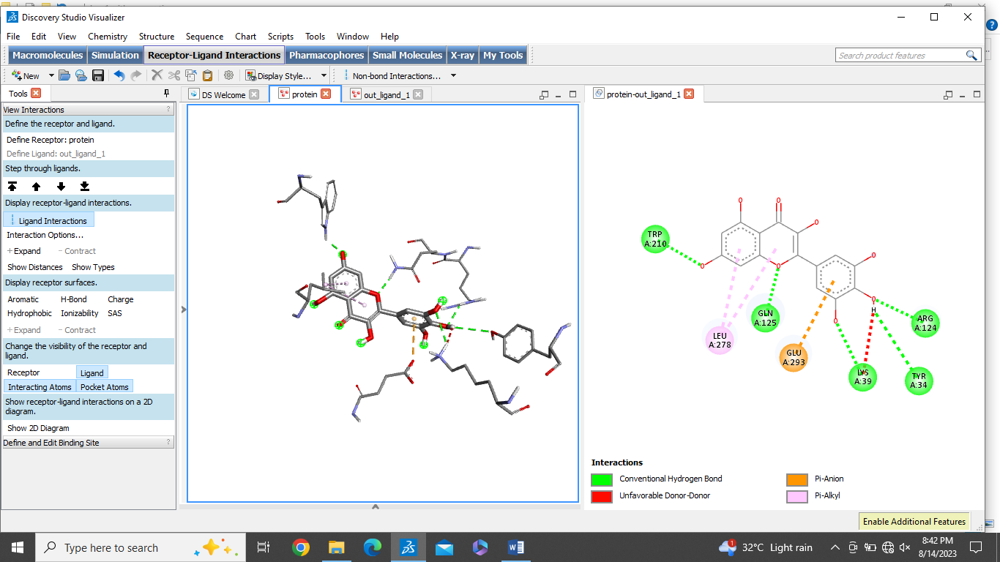 Discovery Studio Visualizer
File Edit View Chemistry Structure Sequence Chart Scripts Tools Window Help
Macromolecules Simulation Receptor-Ligand Interactions Pharmacophores Small Molecules X-ray My Tools
Search product features
New Display Style... Non-bond Interactions...
Tools
DS Welcome protein out_ligand_1 protein-out_ligand_1
View Interactions ?
Define the receptor and ligand.
Define Receptor: protein
Define Ligand: out_ligand_1
Step through ligands.
Display receptor-ligand interactions.
Ligand Interactions
Interaction Options...
+ Expand − Contract
Show Distances Show Types
Display receptor surfaces.
Aromatic H-Bond Charge
Hydrophobic Ionizability SAS
+ Expand − Contract
Change the visibility of the receptor and
ligand.
Receptor Ligand
Interacting Atoms Pocket Atoms
Show receptor-ligand interactions on a 2D
diagram.
Show 2D Diagram
Define and Edit Binding Site ?
O O
O
TRP
A:210
O O
O
O
H
O
GLN
A:125
ARG
A:124
LEU
A:278
GLU
A:293
LYS
A:39
TYR
A:34
Interactions
Conventional Hydrogen Bond
Unfavorable Donor-Donor
Pi-Anion
Pi-Alkyl
Enable Additional Features
Type here to search
1
32°C Light rain
8:42 PM
8/14/2023